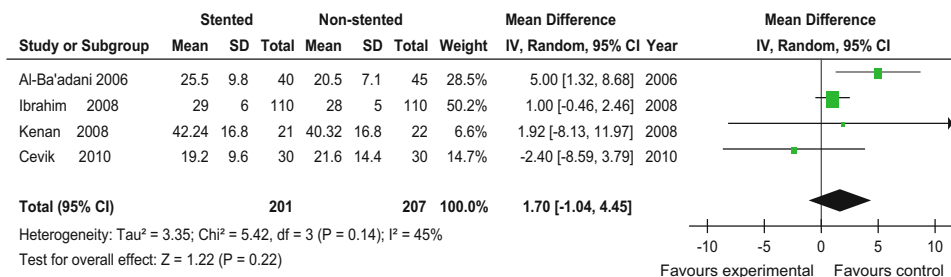 Stented Non-stented Mean Difference Mean Difference
Study or Subgroup Mean SD Total Mean SD Total Weight IV, Random, 95% CI Year IV, Random, 95% CI
Al-Ba'adani 2006 25.5 9.8 40 20.5 7.1 45 28.5% 5.00 [1.32, 8.68] 2006
Ibrahim 2008 29 6 110 28 5 110 50.2% 1.00 [-0.46, 2.46] 2008
Kenan 2008 42.24 16.8 21 40.32 16.8 22 6.6% 1.92 [-8.13, 11.97] 2008
Cevik 2010 19.2 9.6 30 21.6 14.4 30 14.7% -2.40 [-8.59, 3.79] 2010
Total (95% CI) 201 207 100.0% 1.70 [-1.04, 4.45]
Heterogeneity: Tau² = 3.35; Chi² = 5.42, df = 3 (P = 0.14); I² = 45%
Test for overall effect: Z = 1.22 (P = 0.22)
-10 -5 0 5 10
Favours experimental Favours control